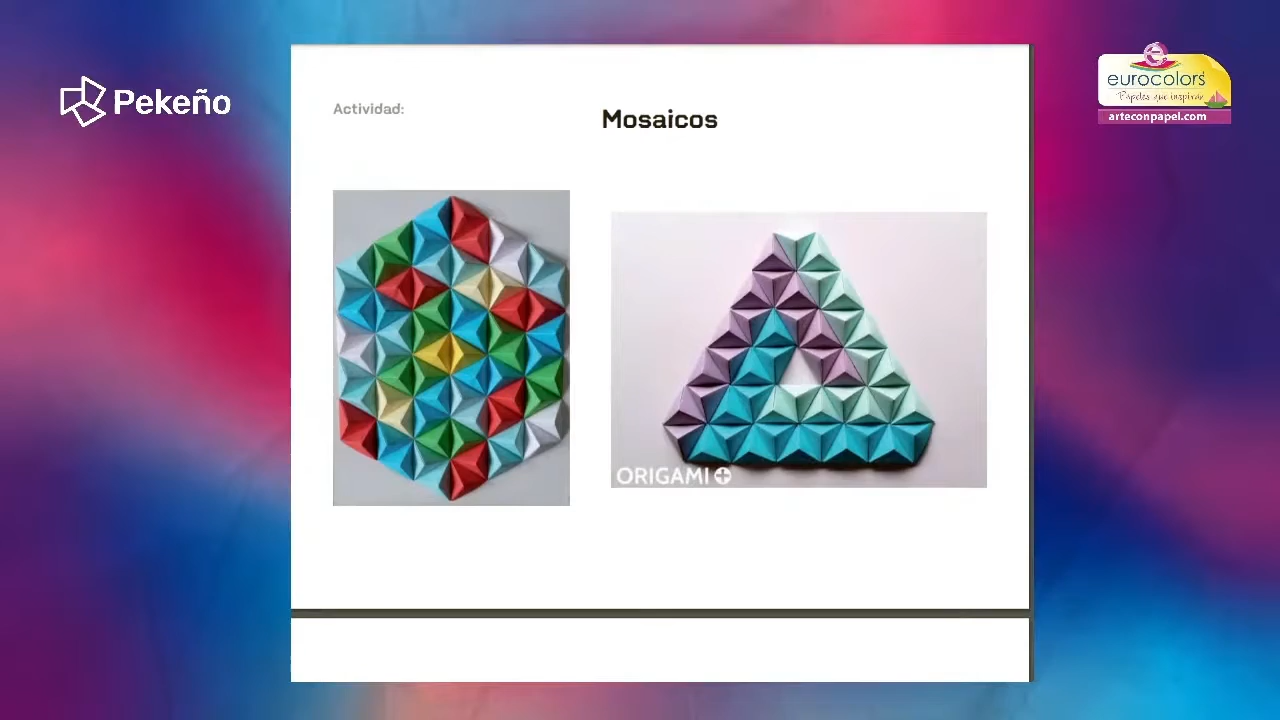 Pekeño
eurocolors
Papeles que inspiran
arteconpapel.com
Actividad:
Mosaicos
ORIGAMI